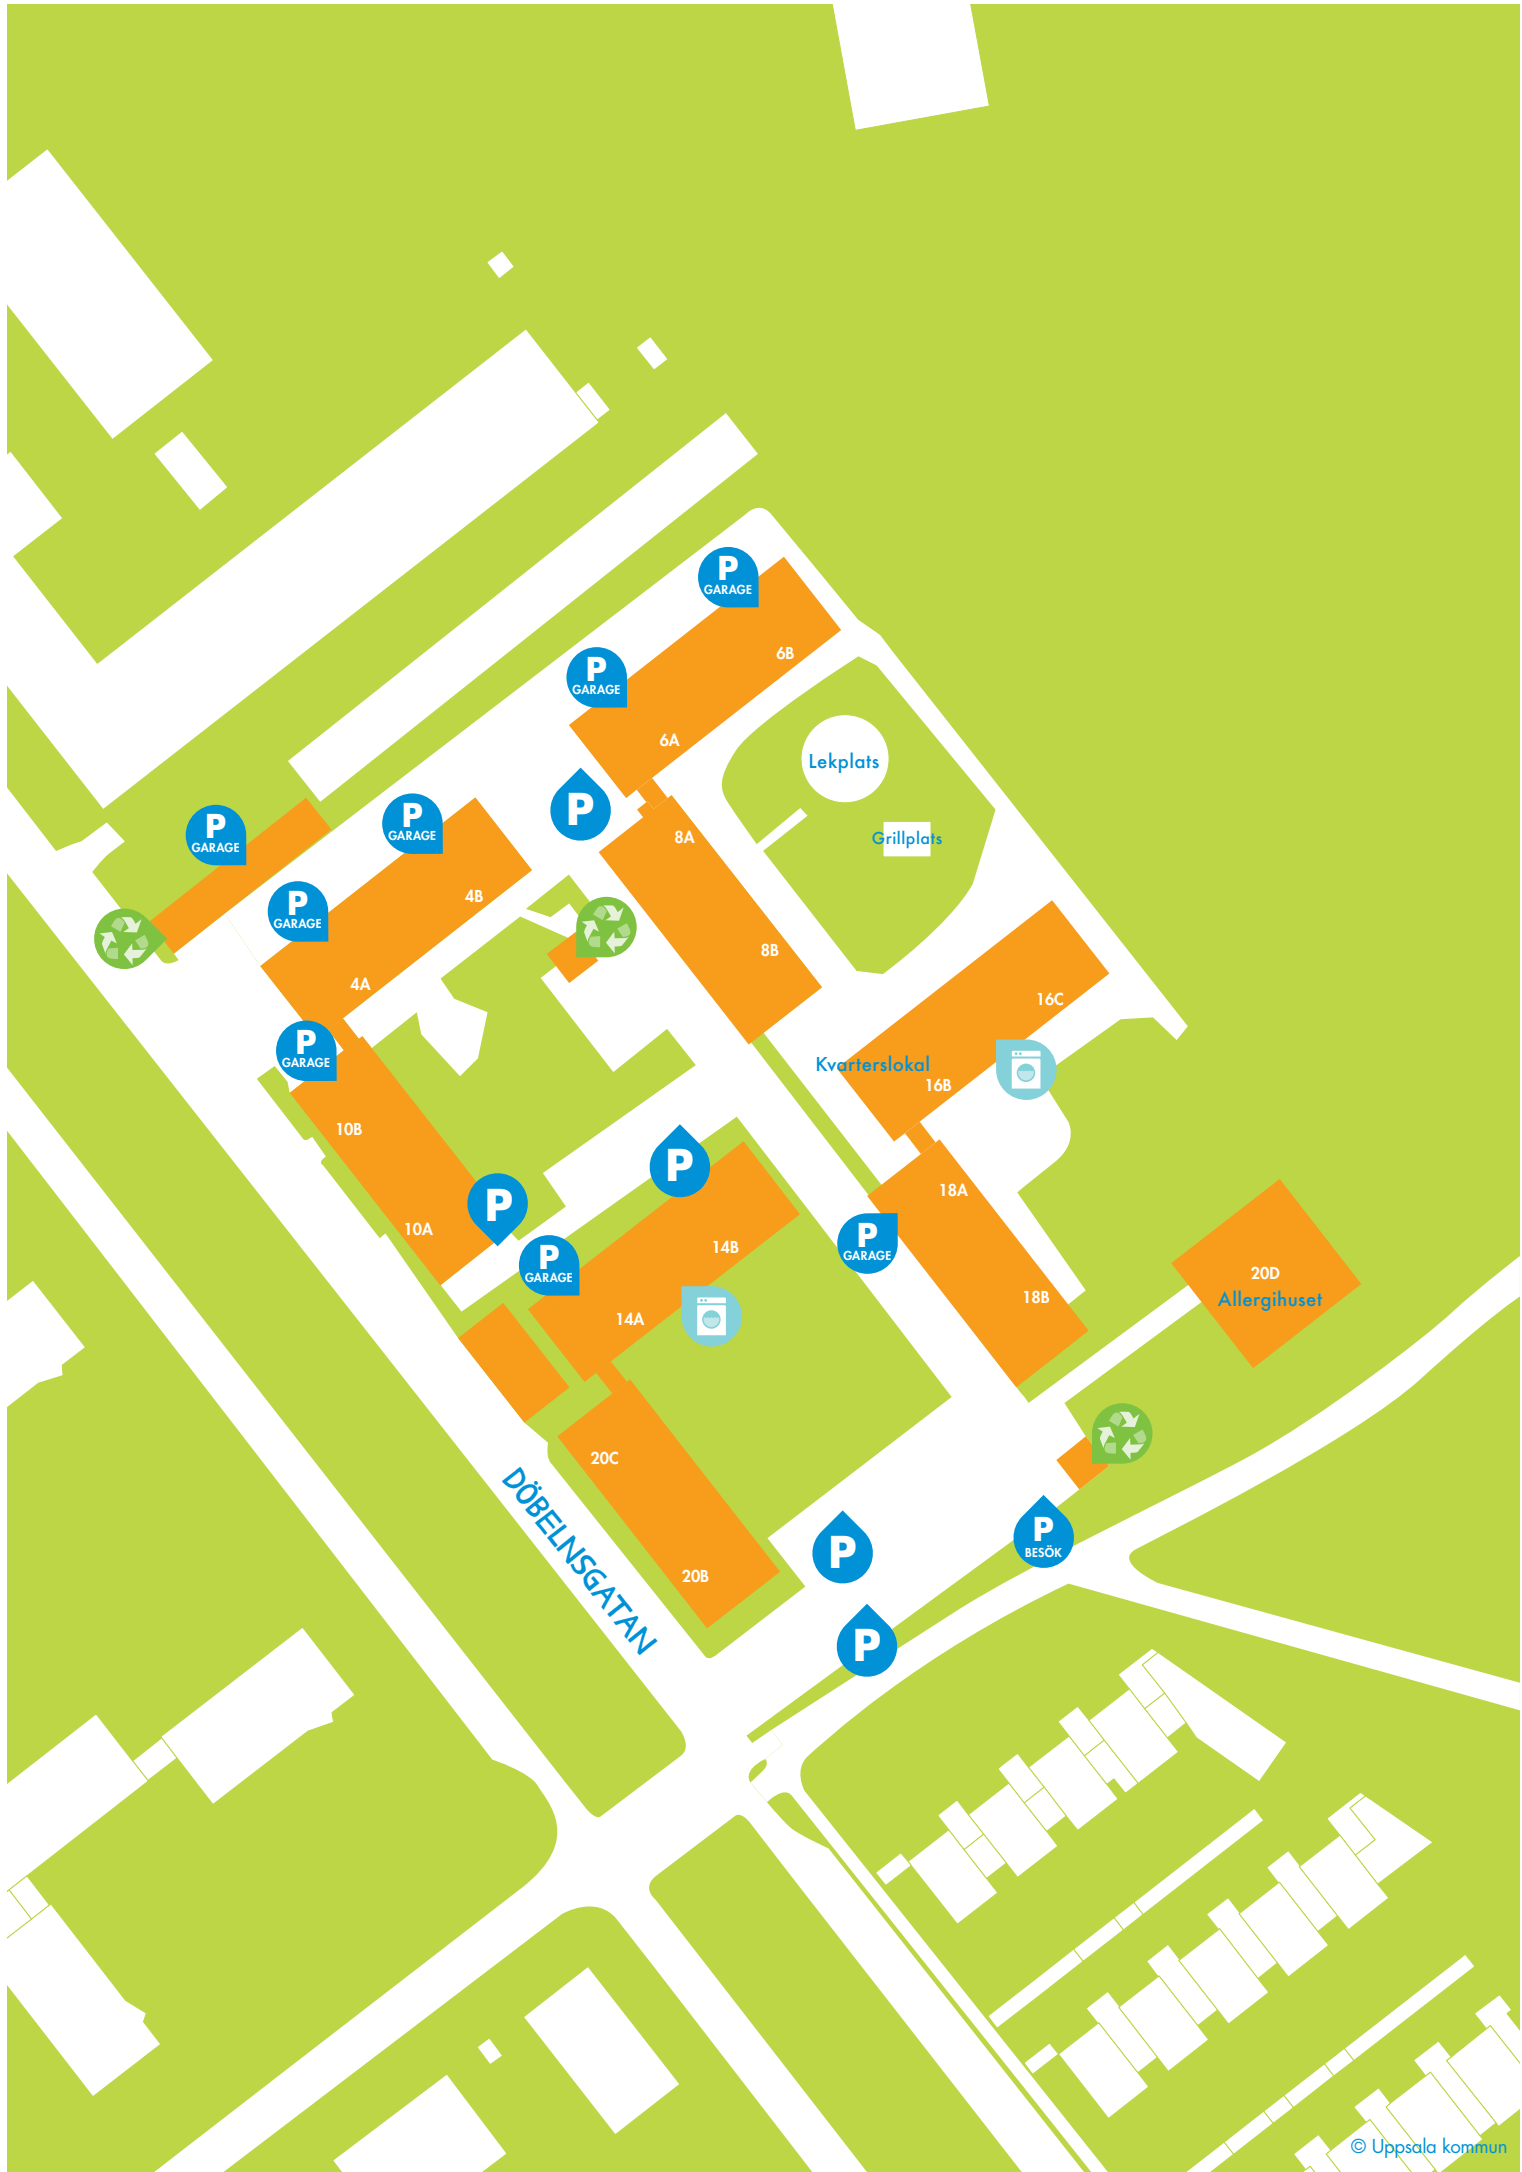 P
GARAGE
6B
P
GARAGE
6A
Lekplats
P
P
GARAGE
P
GARAGE
8A
Grillplats
4B
P
GARAGE
8B
4A
16C
P
GARAGE
Kvarterslokal
16B
10B
P
18A
P
10A
14B
P
GARAGE
P
GARAGE
20D
Allergihuset
18B
14A
20C
DÖBELNSGATAN
P
BESÖK
P
20B
P
© Uppsala kommun